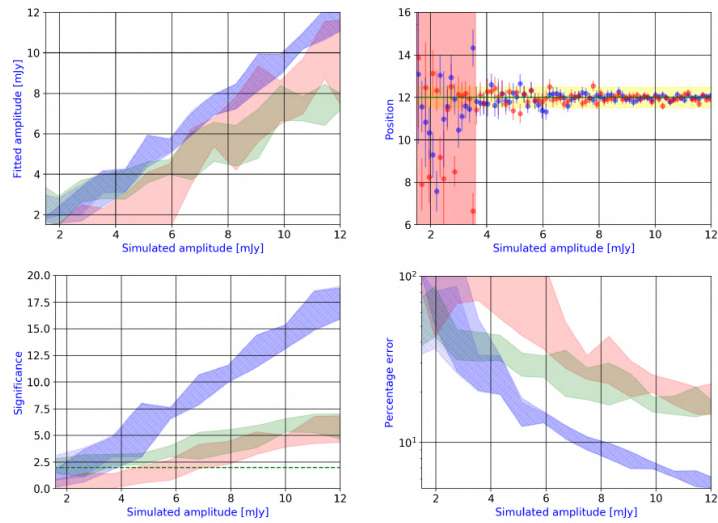 12
10
8
6
4
2
Fitted amplitude [mJy]
2 4 6 8 10 12
Simulated amplitude [mJy]
16
14
12
10
8
6
Position
2 4 6 8 10 12
Simulated amplitude [mJy]
20.0
17.5
15.0
12.5
10.0
7.5
5.0
2.5
0.0
Significance
2 4 6 8 10 12
Simulated amplitude [mJy]
10²
10¹
Percentage error
2 4 6 8 10 12
Simulated amplitude [mJy]